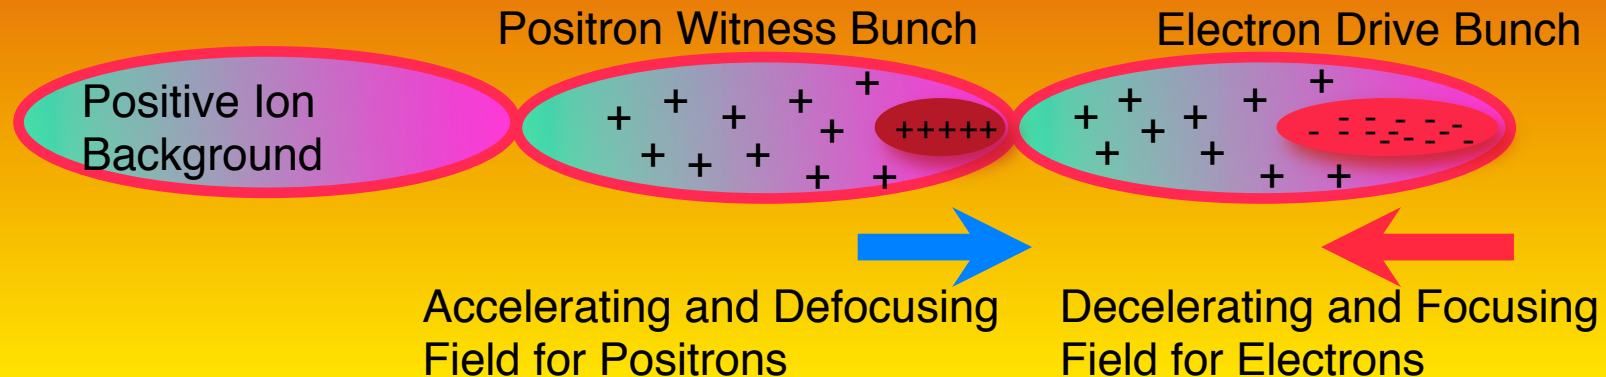 Positron Witness Bunch
Electron Drive Bunch
Positive Ion
Background
+ + + + + + + + + + + +
+++++
+ + + + + + + + + +
- - - - - - - - - - - - - -
Accelerating and Defocusing
Field for Positrons
Decelerating and Focusing
Field for Electrons